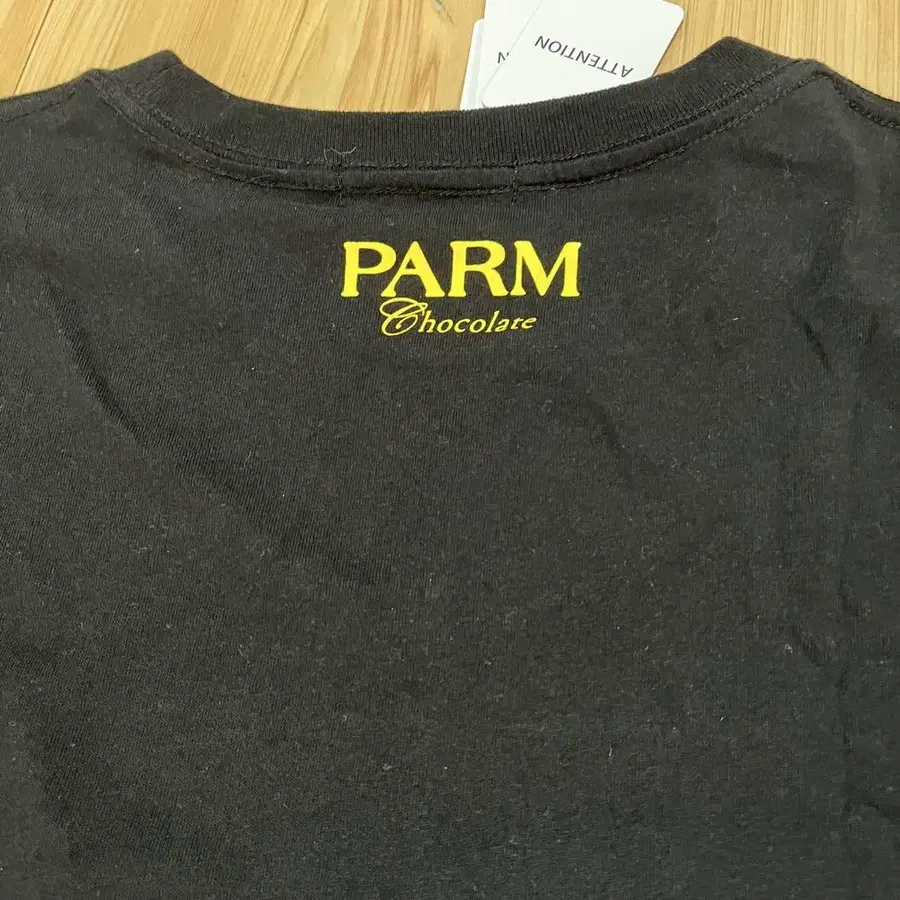 ATTENTION
N
PARM
Chocolate